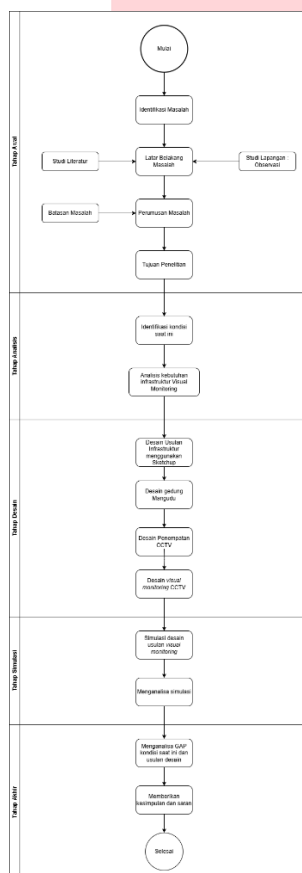 Tahap Awal
Mulai
Identifikasi Masalah
Studi Literatur
Latar Belakang
Masalah
Studi Lapangan :
Observasi
Batasan Masalah
Perumusan Masalah
Tujuan Penelitian
Tahap Analisis
Identifikasi kondisi
saat ini
Analisis kebutuhan
infrastruktur Visual
Monitoring
Tahap Desain
Desain Usulan
Infrastruktur
menggunakan
Sketchup
Desain gedung
Mangudu
Desain Penempatan
CCTV
Desain visual
monitoring CCTV
Tahap Simulasi
Simulasi desain
usulan visual
monitoring
Menganalisa simulasi
Tahap Akhir
Menganalisa GAP
kondisi saat ini dan
usulan desain
Memberikan
kesimpulan dan saran
Selesai